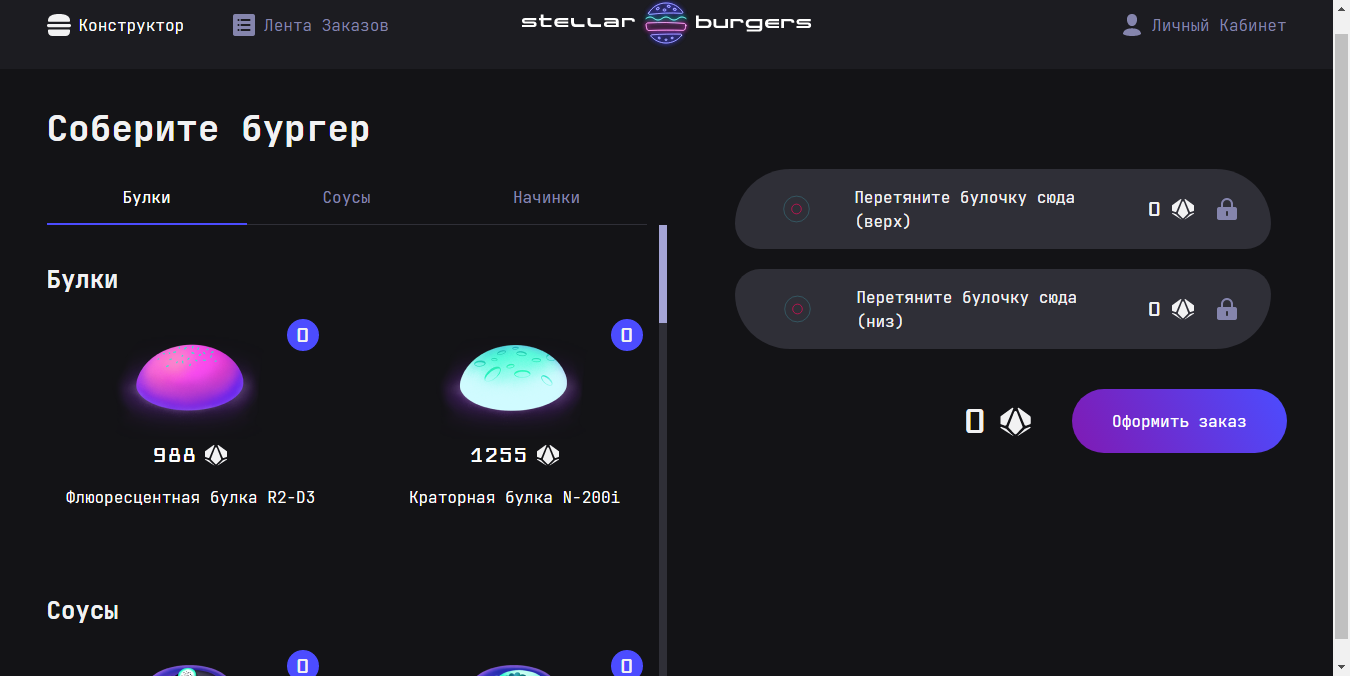 Конструктор
Лента Заказов
stellar burgers
Личный Кабинет
Соберите бургер
Булки
Соусы
Начинки
Булки
0
0
988
1255
Флюоресцентная булка R2-D3
Краторная булка N-200i
Соусы
0
0
Перетяните булочку сюда
(верх)
0
Перетяните булочку сюда
(низ)
0
0
Оформить заказ